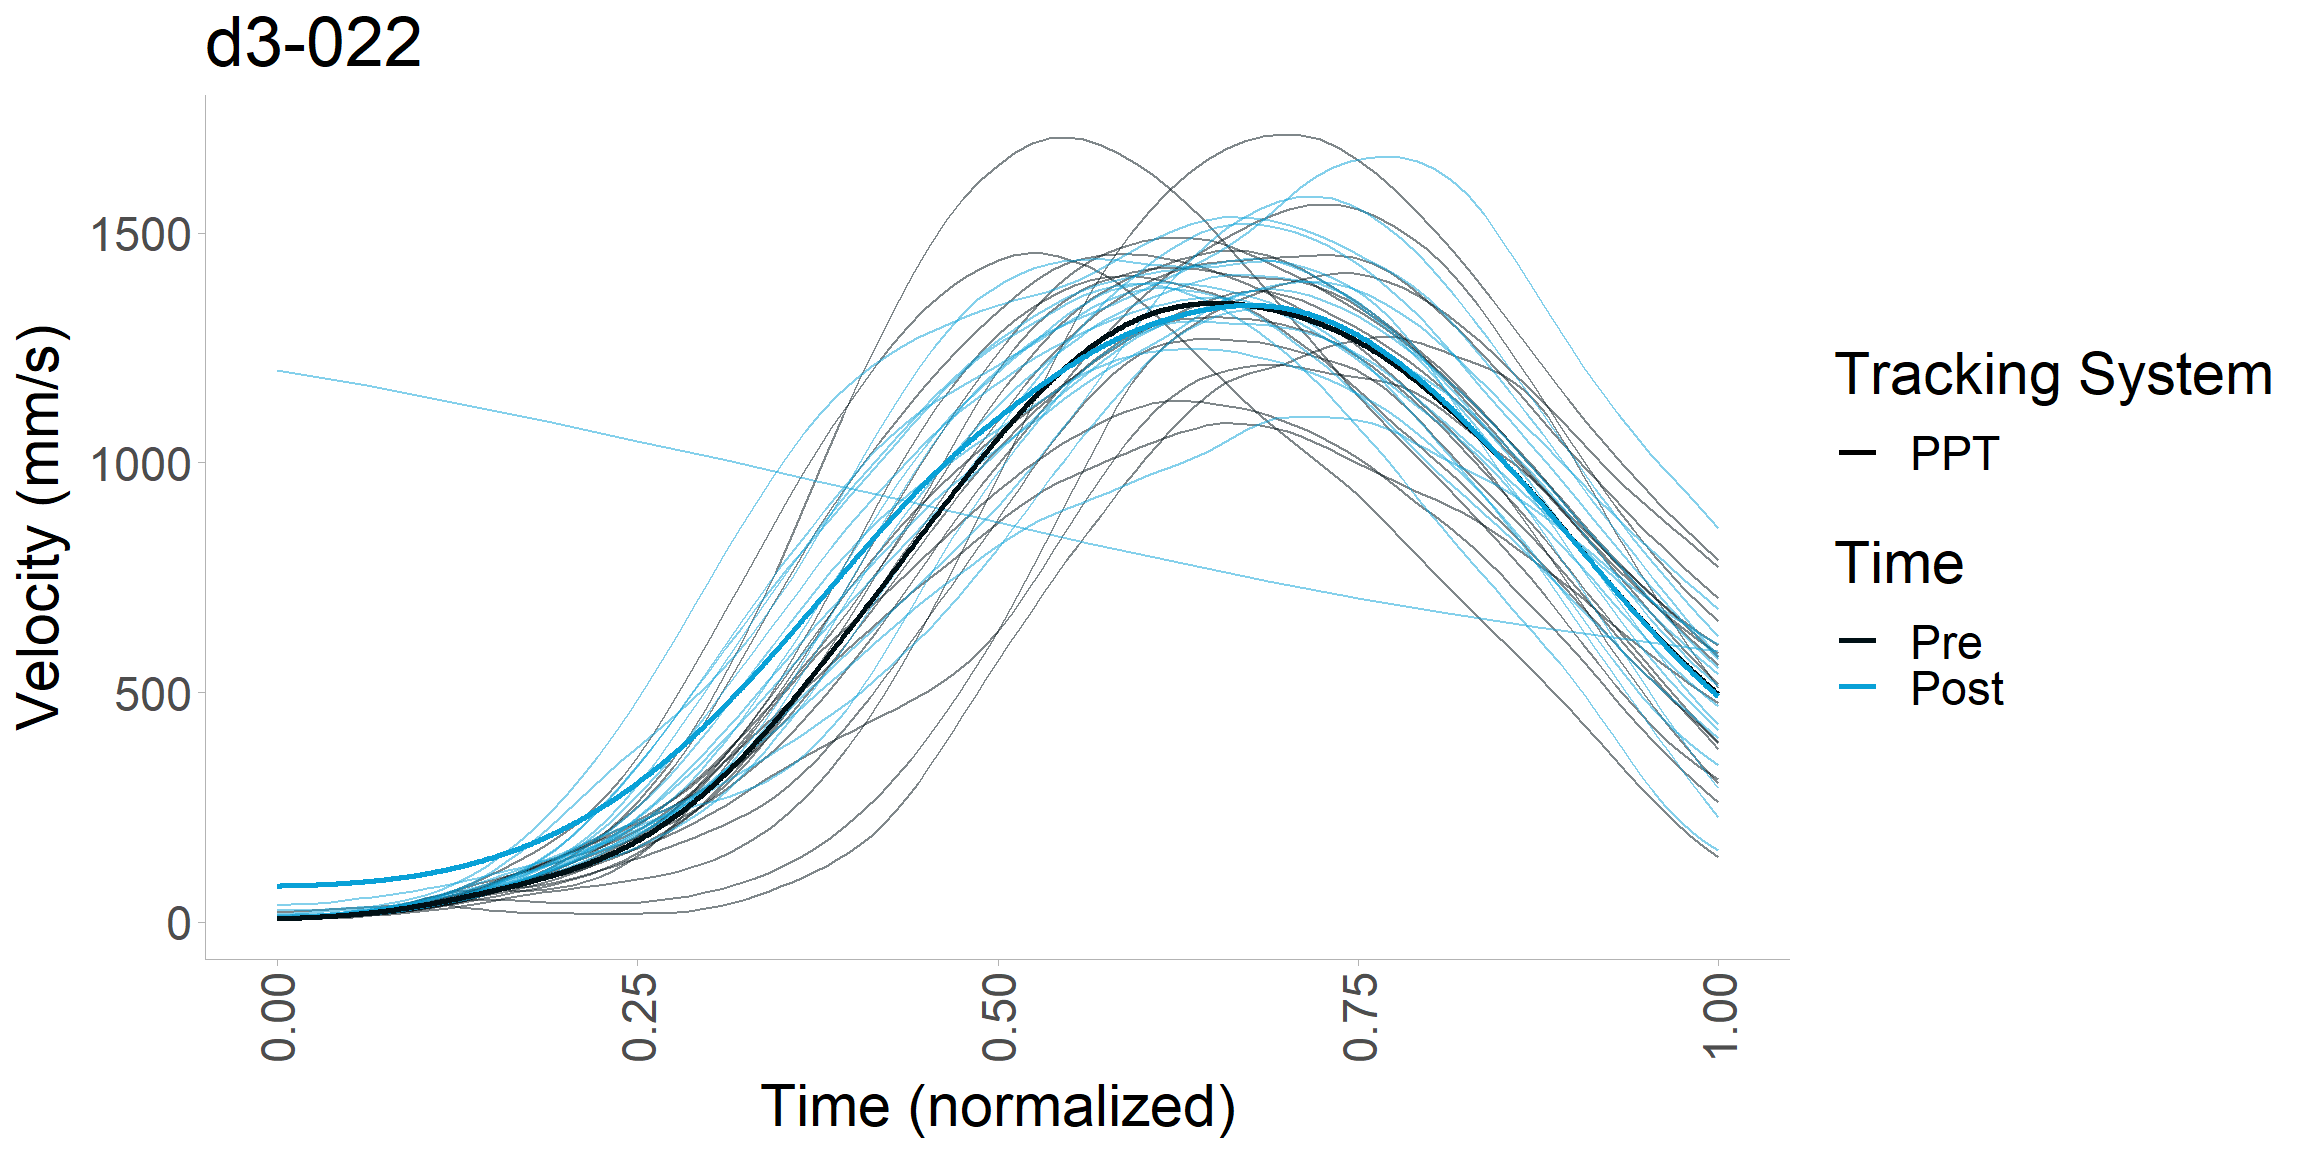 d3-022
Velocity (mm/s)
1500
1000
500
0
0.00
0.25
0.50
0.75
1.00
Time (normalized)
Tracking System
PPT
Time
Pre
Post